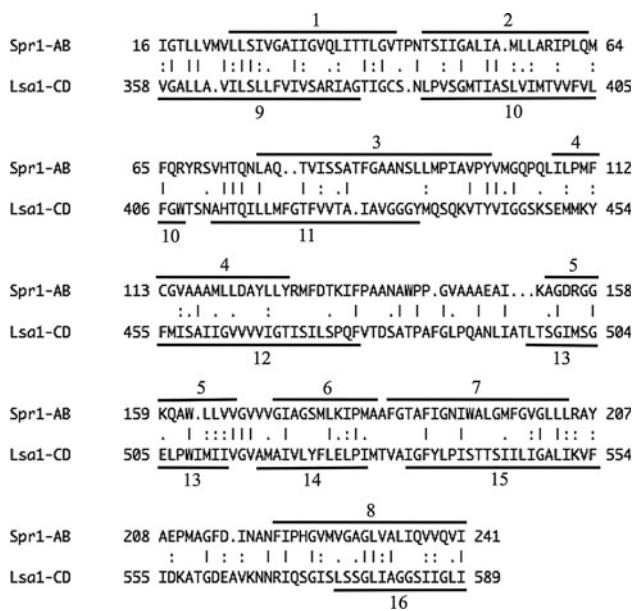 1 2
Spr1-AB 16 IGTLLVMVLLSIVGAIIGVQLITTLGVTPNTSIIGALIA.MLLARIPLQM 64
Lsa1-CD 358 VGALLA.VILSLLFVIVSARIAGTIGCS.NLPVSGMTIASLVIMTVVFVL 405
9 10
3 4
Spr1-AB 65 FQRYRSVHTQNLAQ..TVISSATFGAANSLLMPIAVPYVMGQPQLILPMF 112
Lsa1-CD 406 FGWTSNAHTQILLMFGTFVVTA.IAVGGGYMQSQKVTYVIGGSKSEMMKY 454
10 11
4 5
Spr1-AB 113 CGVAAAMLLDAYLLYRMFDTKIFPAANAWPP.GVAAAEAI...KAGDRGG 158
Lsa1-CD 455 FMISAIIGVVVVIGTISILSPQFVTDSATPAFGLPQANLIATLTSGIMSG 504
12 13
5 6 7
Spr1-AB 159 KQAW.LLVVGVVVGIAGSMLKIPMAAFGTAFIGNIWALGMFGVGLLLRAY 207
Lsa1-CD 505 ELPWIMIIVGVAMAIVLYFLELPIMTVAIGFYLPISTTSIILIGALIKVF 554
13 14 15
8
Spr1-AB 208 AEPMAGFD.INANFIPHGVMVGAGLVALIQVVQVI 241
Lsa1-CD 555 IDKATGDEAVKNNRIQSGISLSSGLIAGGSIIGLI 589
16